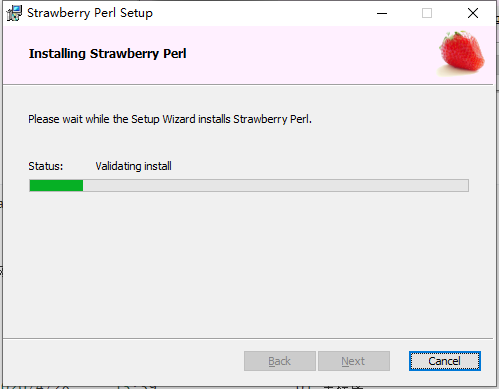 Strawberry Perl Setup
Installing Strawberry Perl
Please wait while the Setup Wizard installs Strawberry Perl.
Status: Validating install
Back Next Cancel